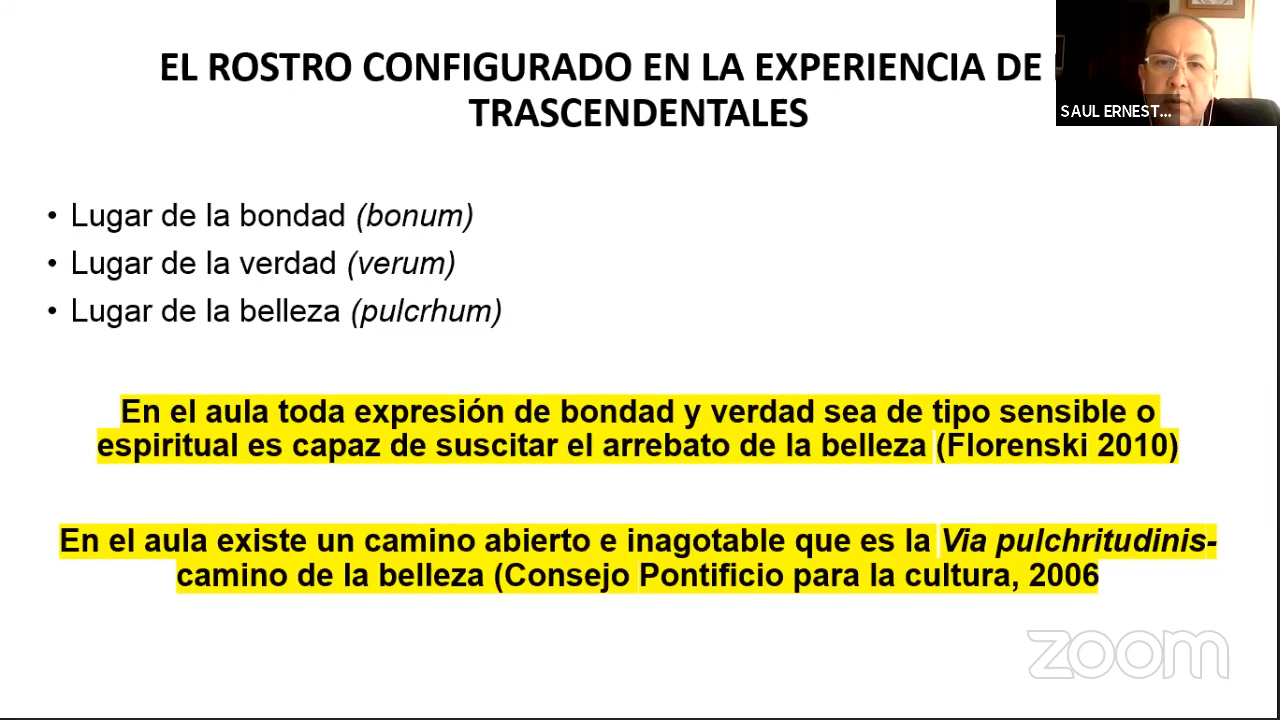 EL ROSTRO CONFIGURADO EN LA EXPERIENCIA DE
TRASCENDENTALES
SAUL ERNEST...
• Lugar de la bondad (bonum)
• Lugar de la verdad (verum)
• Lugar de la belleza (pulcrhum)
En el aula toda expresión de bondad y verdad sea de tipo sensible o
espiritual es capaz de suscitar el arrebato de la belleza (Florenski 2010)
En el aula existe un camino abierto e inagotable que es la Via pulchritudinis-
camino de la belleza (Consejo Pontificio para la cultura, 2006
zoom